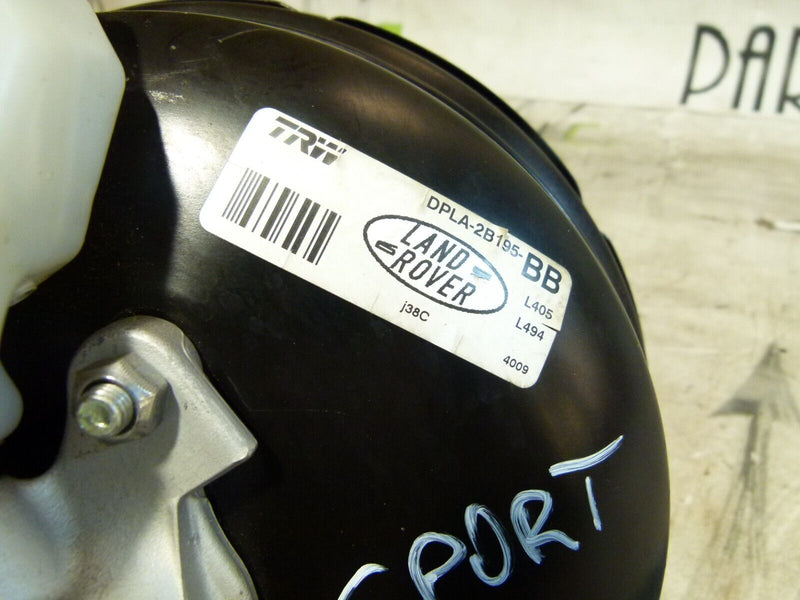 PAR
TRW
DPLA-2B195-BB
LAND
ROVER
L405
j38C
L494
4009
SPORT